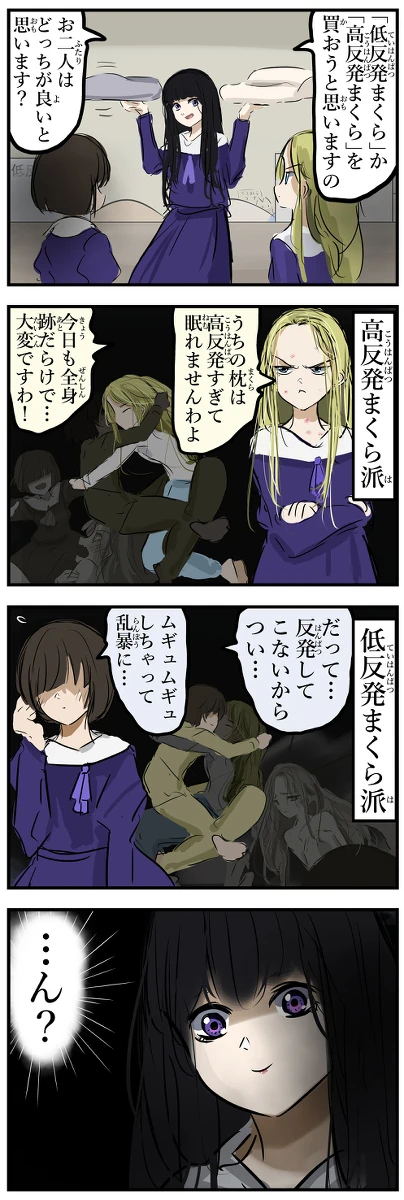 「低反発まくら」か
「高反発まくら」を
買おうと思いますの
お二人は
どっちが良いと
思います?
低反
高反発まくら派
うちの枕は
高反発すぎて
眠れませんわよ
今日も全身
跡だらけで…
大変ですわ!
低反発まくら派
だって…
反発して
こないから
つい…
ムギュムギュ
しちゃって
乱暴に…
…ん?